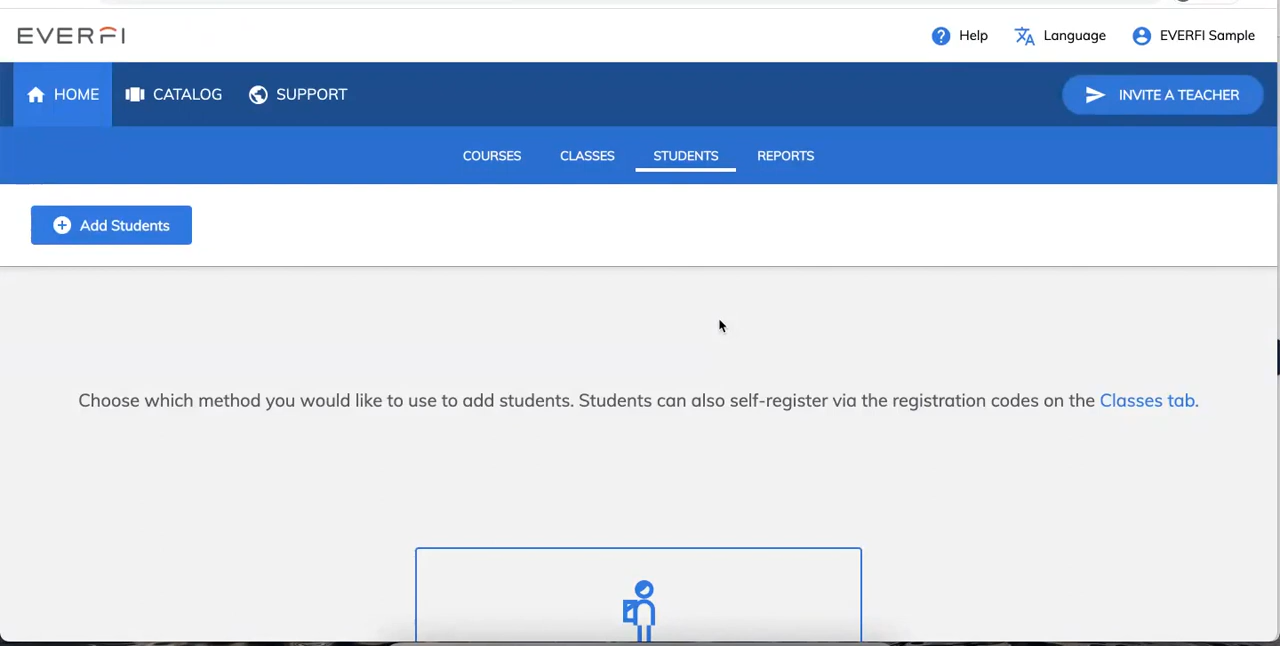 EVERFI
Help
Language
EVERFI Sample
HOME
CATALOG
SUPPORT
INVITE A TEACHER
COURSES
CLASSES
STUDENTS
REPORTS
Add Students
Choose which method you would like to use to add students. Students can also self-register via the registration codes on the Classes tab.